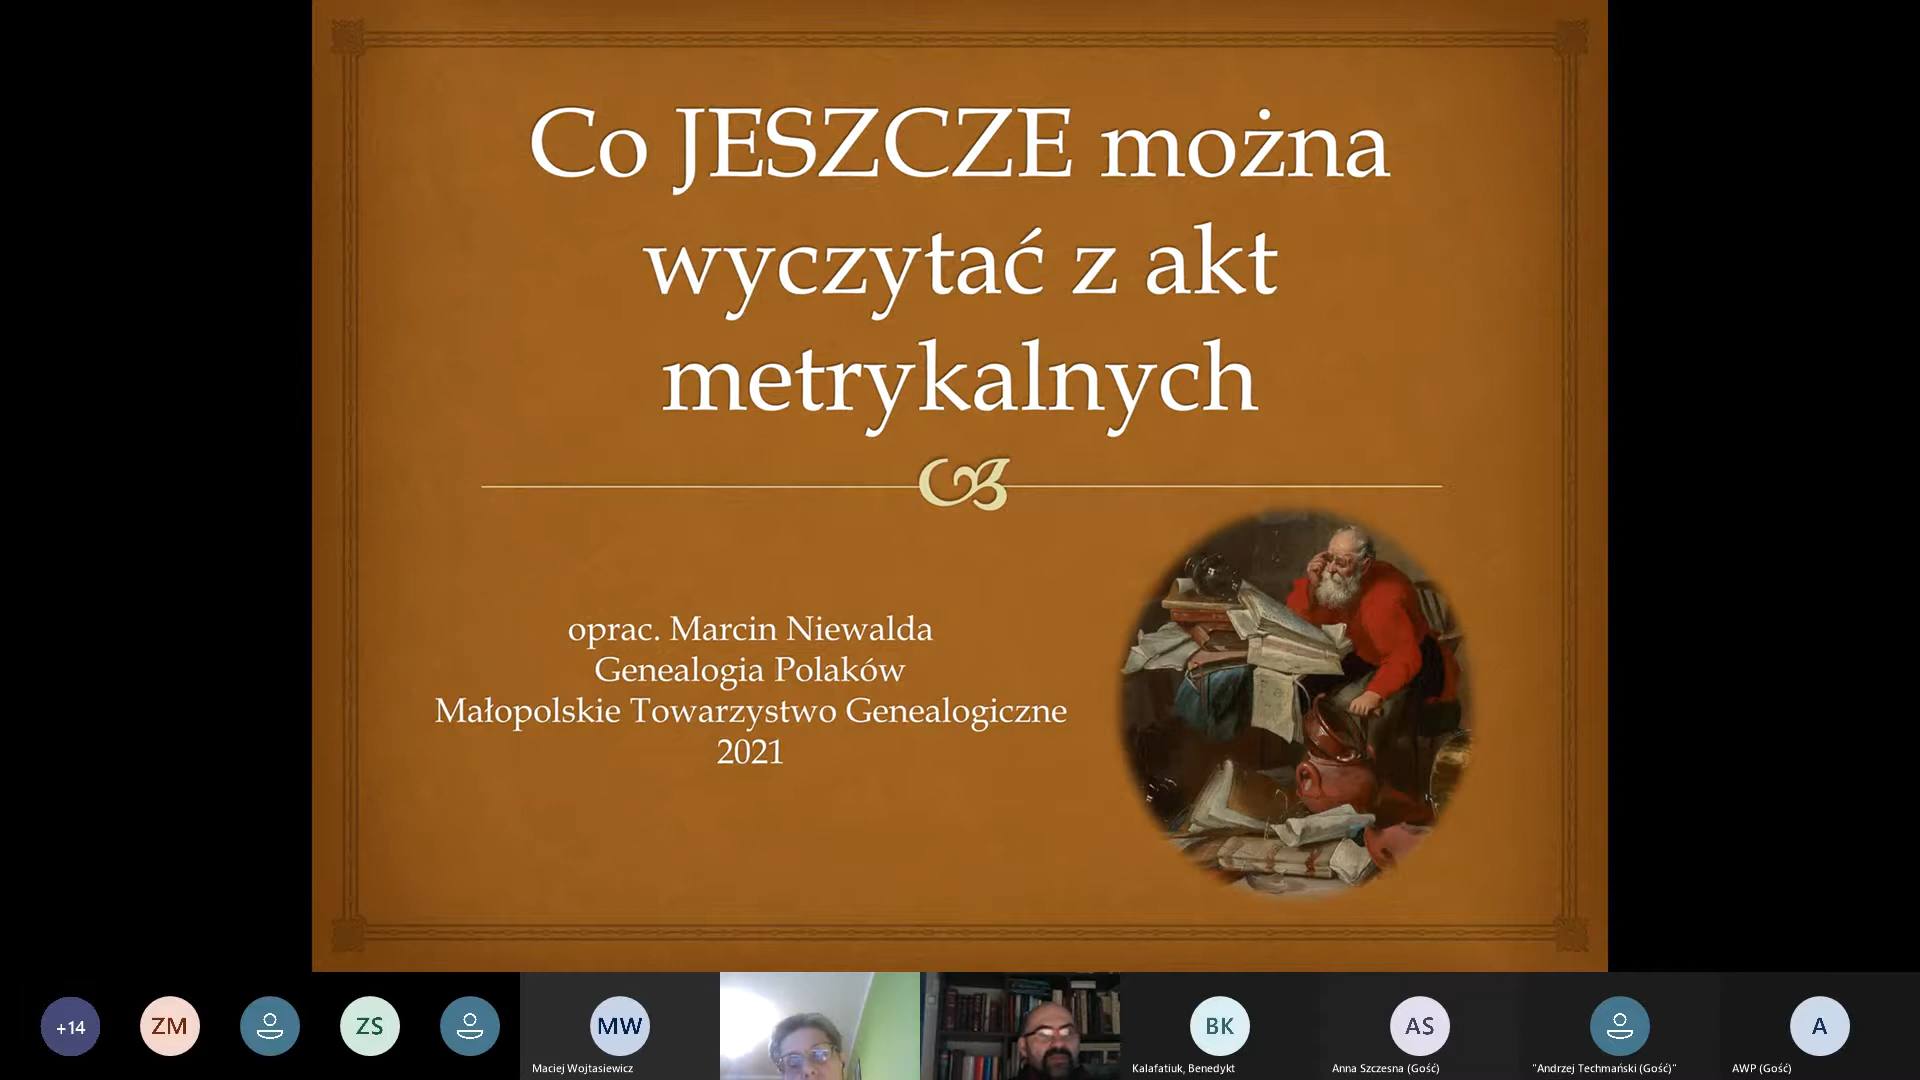 Co JESZCZE można
wyczytać z akt
metrykalnych
oprac. Marcin Niewalda
Genealogia Polaków
Małopolskie Towarzystwo Genealogiczne
2021
+14
ZM
ZS
MW
BK
AS
A
Maciej Wojtasiewicz
Kalafatiuk, Benedykt
Anna Szczesna (Gość)
"Andrzej Techmański (Gość)"
AWP (Gość)